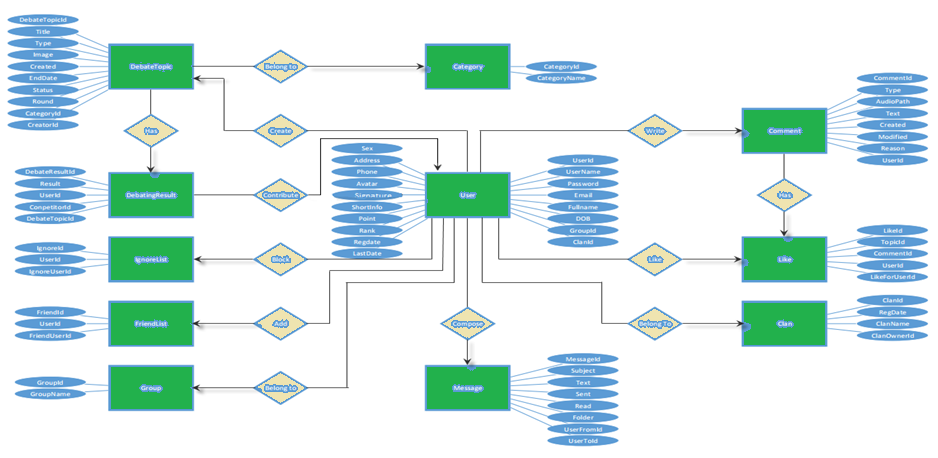 DebateTopicId
Title
Type
Image
Created
EndDate
Status
Round
CategoryId
CreatorId
DebateTopic
Belong to
Category
CategoryId
CategoryName
CommentId
Type
AudioPath
Text
Created
Modified
Reason
UserId
Has
Create
Write
Comment
DebateResultId
Result
UserId
ConpetitorId
DebateTopicId
DebatingResult
Contribute
Sex
Address
Phone
Avatar
Signature
ShortInfo
Point
Rank
Regdate
LastDate
User
UserId
UserName
Password
Email
Fullname
DOB
GroupId
ClanId
Has
IgnoreId
UserId
IgnoreUserId
IgnoreList
Block
Like
Like
LikeId
TopicId
CommentId
UserId
LikeForUserId
FriendId
UserId
FriendUserId
FriendList
Add
Compose
Belong To
Clan
ClanId
RegDate
ClanName
ClanOwnerId
GroupId
GroupName
Group
Belong to
Message
MessageId
Subject
Text
Sent
Read
Folder
UserFromId
UserToId